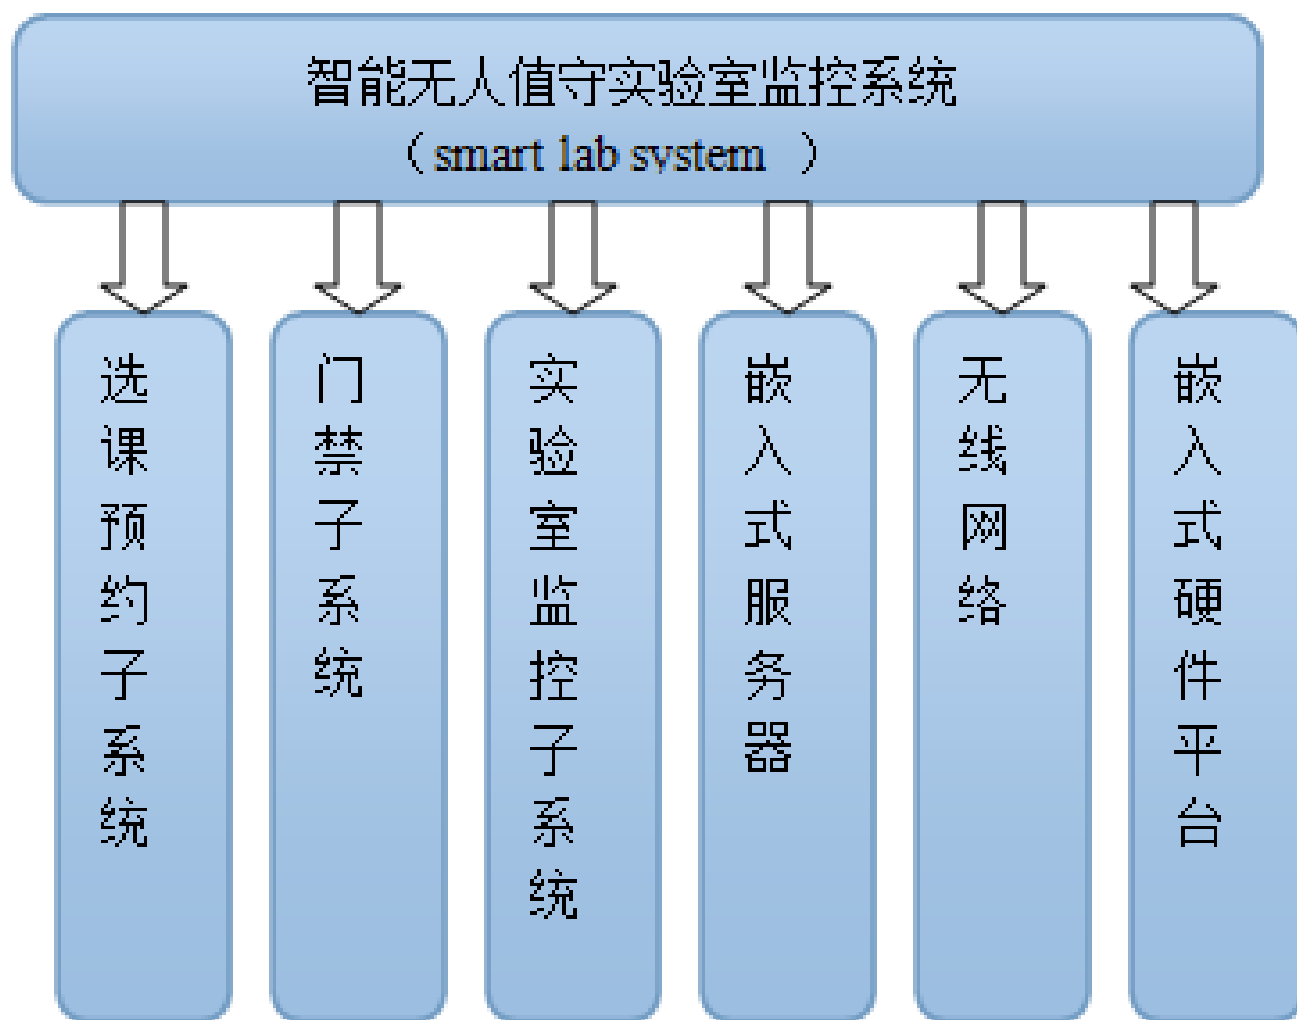 智能无人值守实验室监控系统
（smart lab system ）
选课预约子系统
门禁子系统
实验室监控子系统
嵌入式服务器
无线网络
嵌入式硬件平台